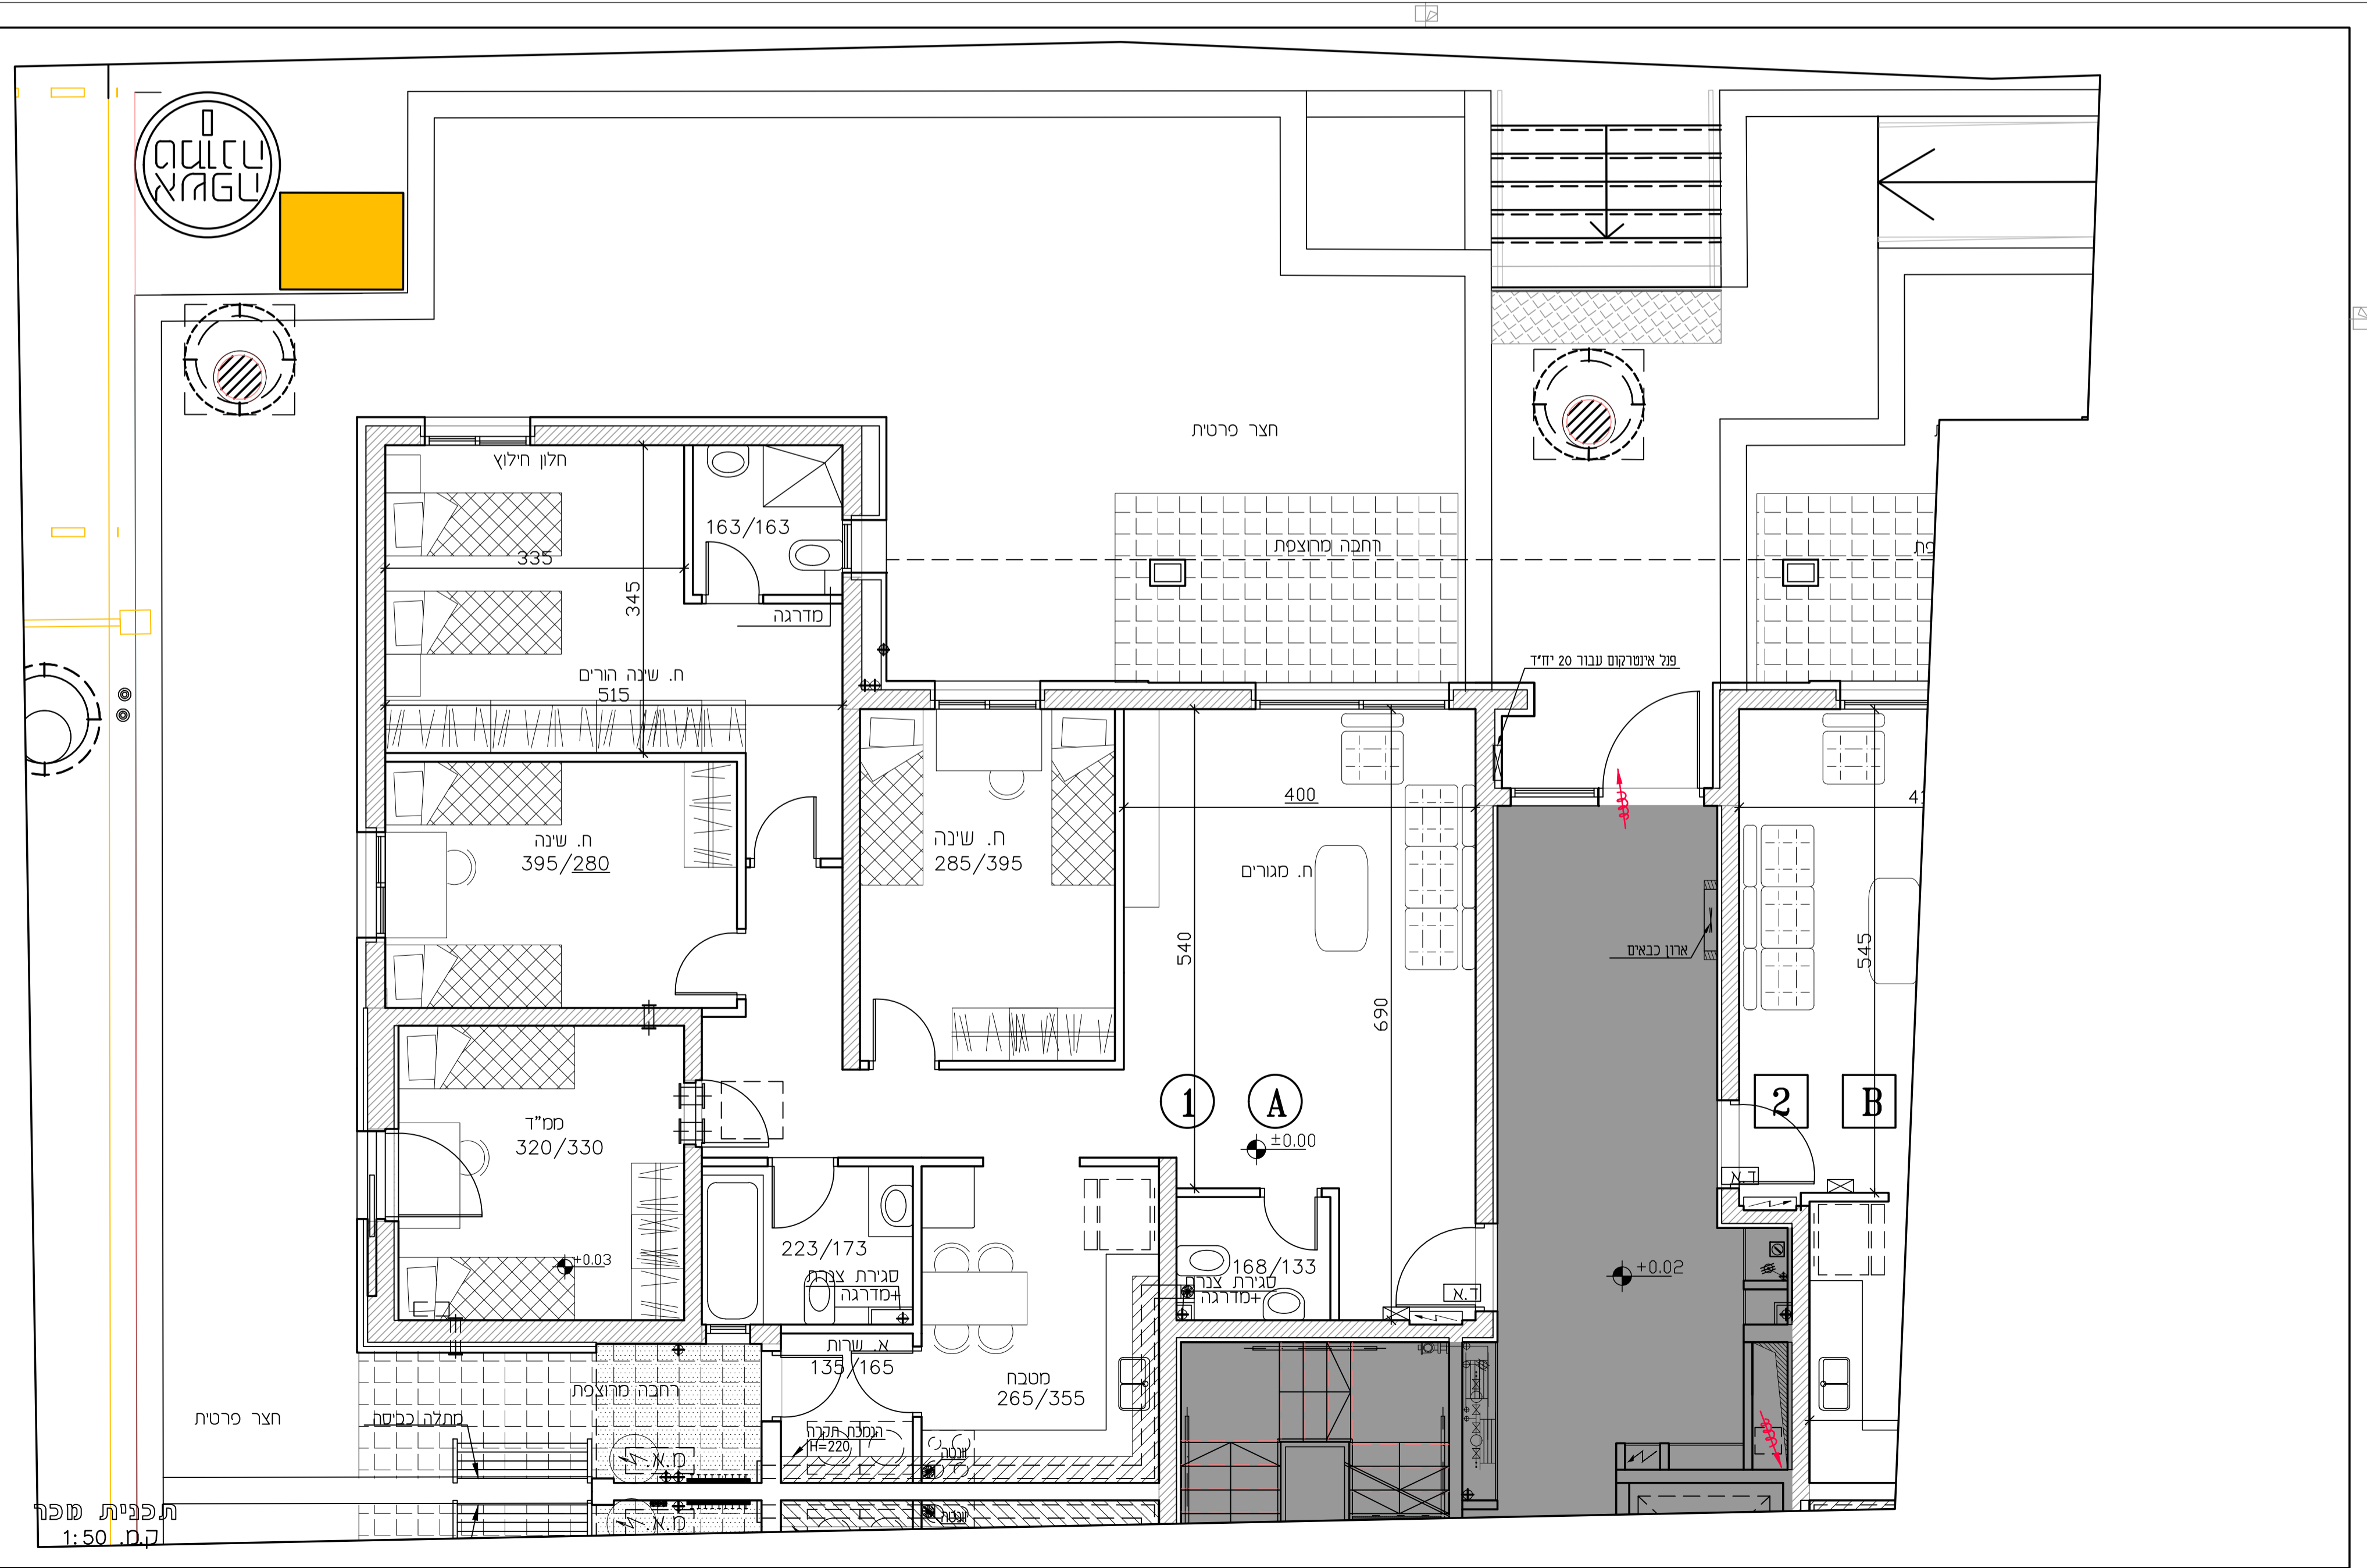 חצר פרטית
חלון חילוץ
163/163
335
345
מדרגה
רחבה מרוצפת
ח. שינה הורים
515
פנל אינטרקום עבור 20 יח"ד
ח. שינה
395/280
ח. שינה
285/395
400
ח. מגורים
540
690
ארון כבאים
545
ממ"ד
320/330
+0.03
1
A
±0.00
2
B
ד.א
223/173
סגירת צנרת
+מדרגה
168/133
סגירת צנרת
+מדרגה
ד.א
+0.02
א. שרות
135/165
מטבח
265/355
רחבה מרוצפת
חצר פרטית
מתלה כביסה
הנמכת תקרה
H=220
ונטה
מ.א.
ונטה
מ.א.
תכנית מכר
ק.מ. 1:50